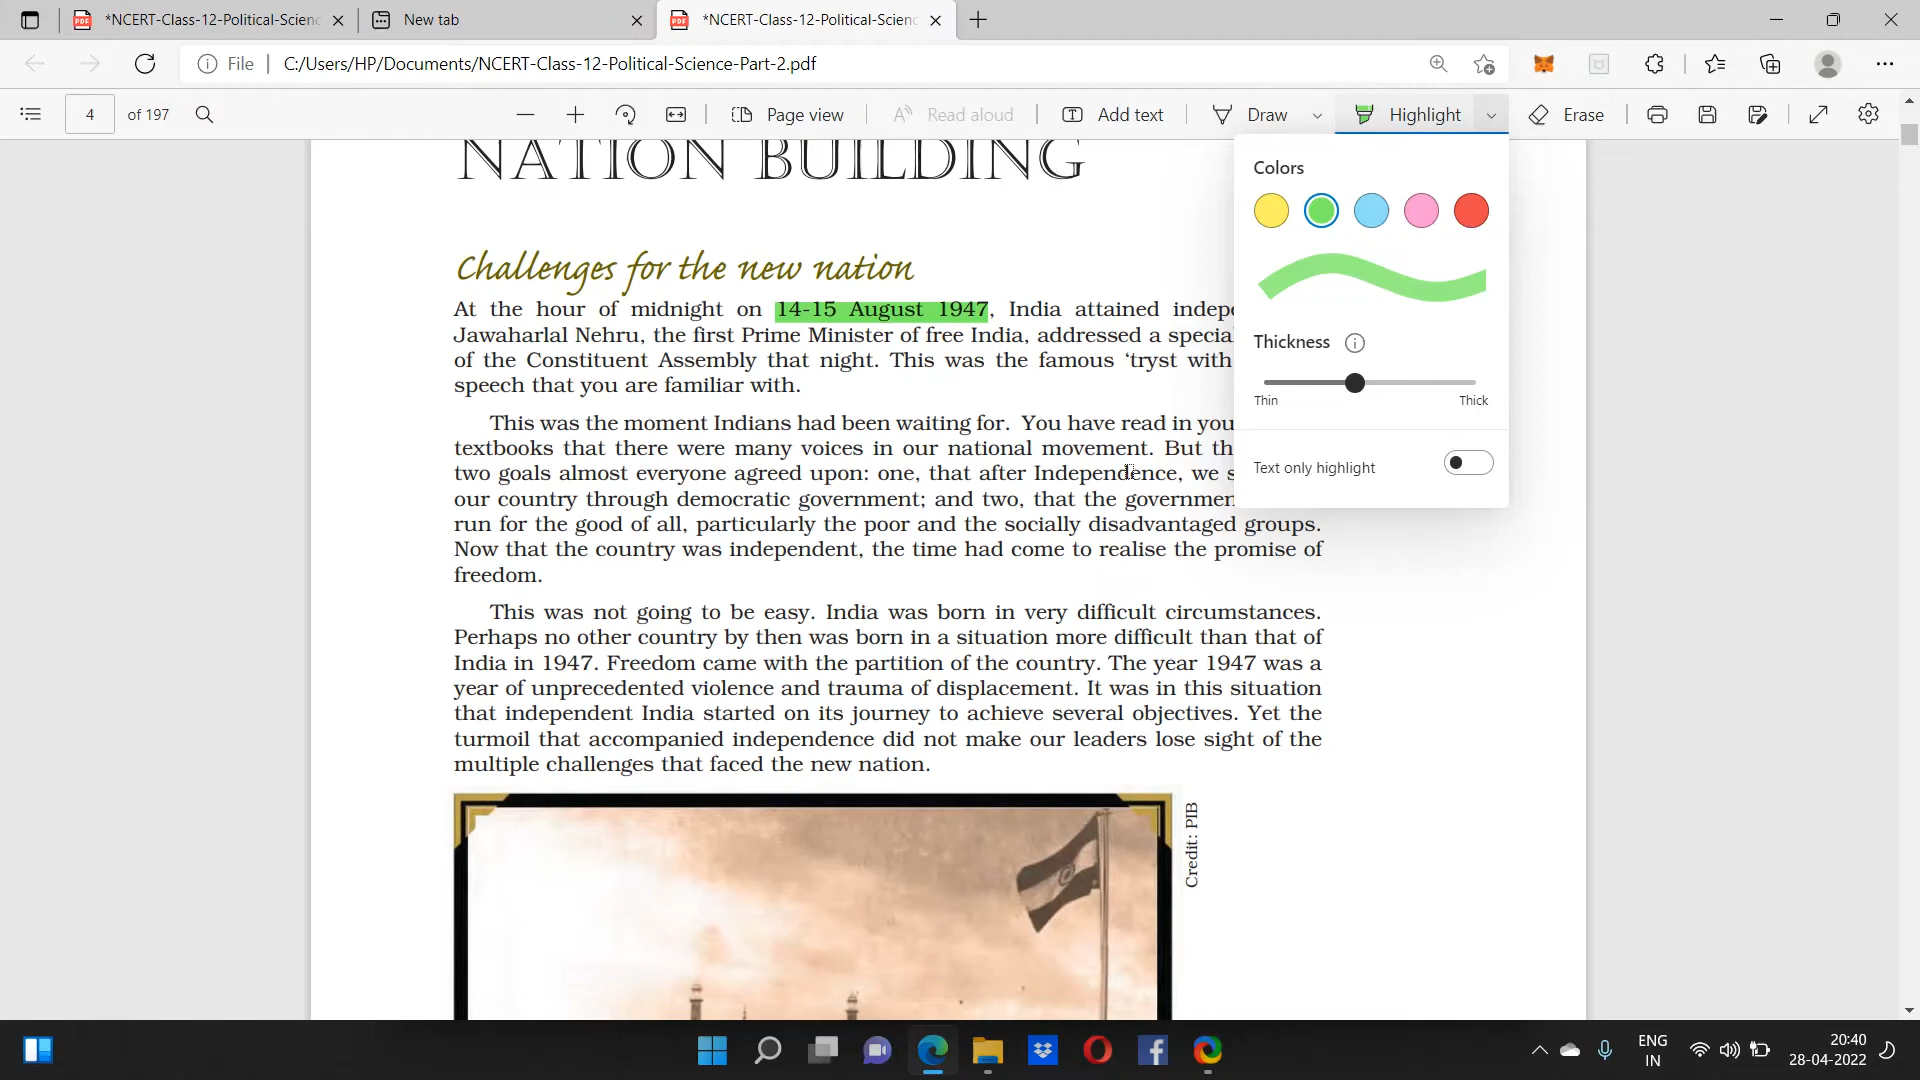 *NCERT-Class-12-Political-Scienc
New tab
*NCERT-Class-12-Political-Scienc
File
C:/Users/HP/Documents/NCERT-Class-12-Political-Science-Part-2.pdf
4 of 197
Page view
Read aloud
Add text
Draw
Highlight
Erase
Colors
Thickness
Thin
Thick
Text only highlight
NATION BUILDING
Challenges for the new nation
At the hour of midnight on 14-15 August 1947, India attained indepe
Jawaharlal Nehru, the first Prime Minister of free India, addressed a specia
of the Constituent Assembly that night. This was the famous ‘tryst with
speech that you are familiar with.
This was the moment Indians had been waiting for. You have read in you
textbooks that there were many voices in our national movement. But th
two goals almost everyone agreed upon: one, that after Independence, we s
our country through democratic government; and two, that the governmen
run for the good of all, particularly the poor and the socially disadvantaged groups.
Now that the country was independent, the time had come to realise the promise of
freedom.
This was not going to be easy. India was born in very difficult circumstances.
Perhaps no other country by then was born in a situation more difficult than that of
India in 1947. Freedom came with the partition of the country. The year 1947 was a
year of unprecedented violence and trauma of displacement. It was in this situation
that independent India started on its journey to achieve several objectives. Yet the
turmoil that accompanied independence did not make our leaders lose sight of the
multiple challenges that faced the new nation.
Credit: PIB
ENG
IN
20:40
28-04-2022